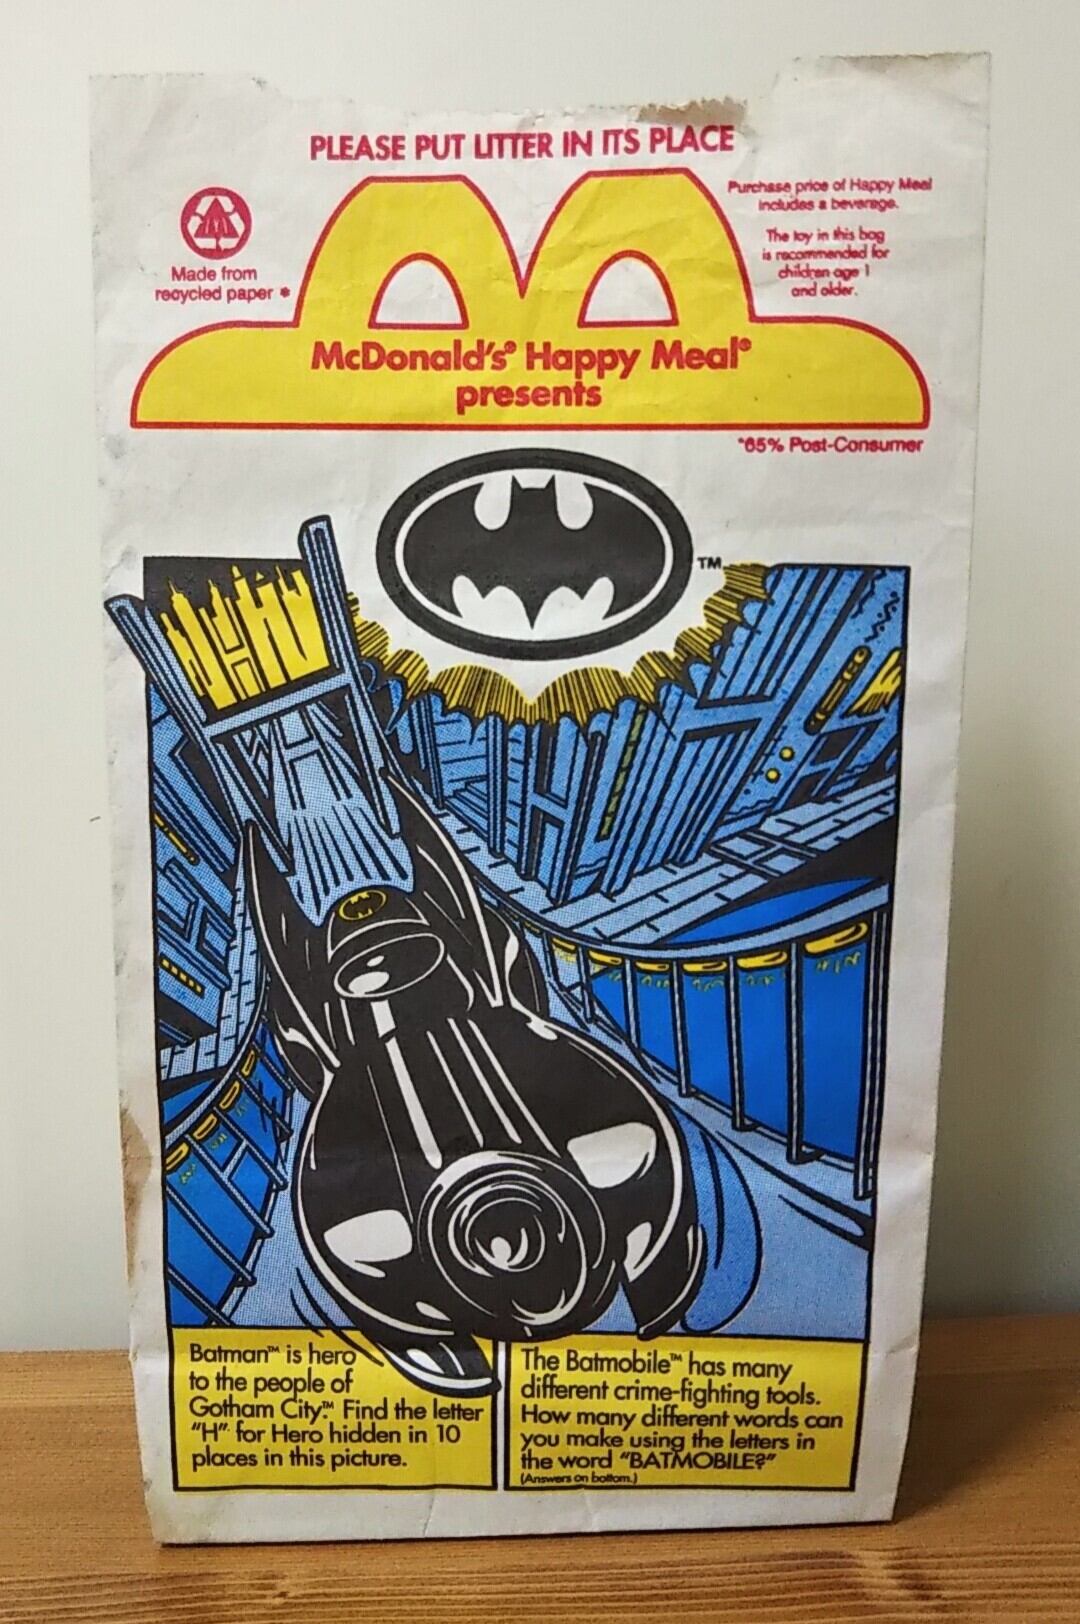 PLEASE PUT LITTER IN ITS PLACE
Made from
recycled paper *
Purchase price of Happy Meal
includes a beverage.
The toy in this bag
is recommended for
children age 1
and older.
McDonald's® Happy Meal®
presents
*65% Post-Consumer
TM
Batman™ is hero
to the people of
Gotham City.™ Find the letter
"H" for Hero hidden in 10
places in this picture.
The Batmobile™ has many
different crime-fighting tools.
How many different words can
you make using the letters in
the word "BATMOBILE?"
(Answers on bottom.)